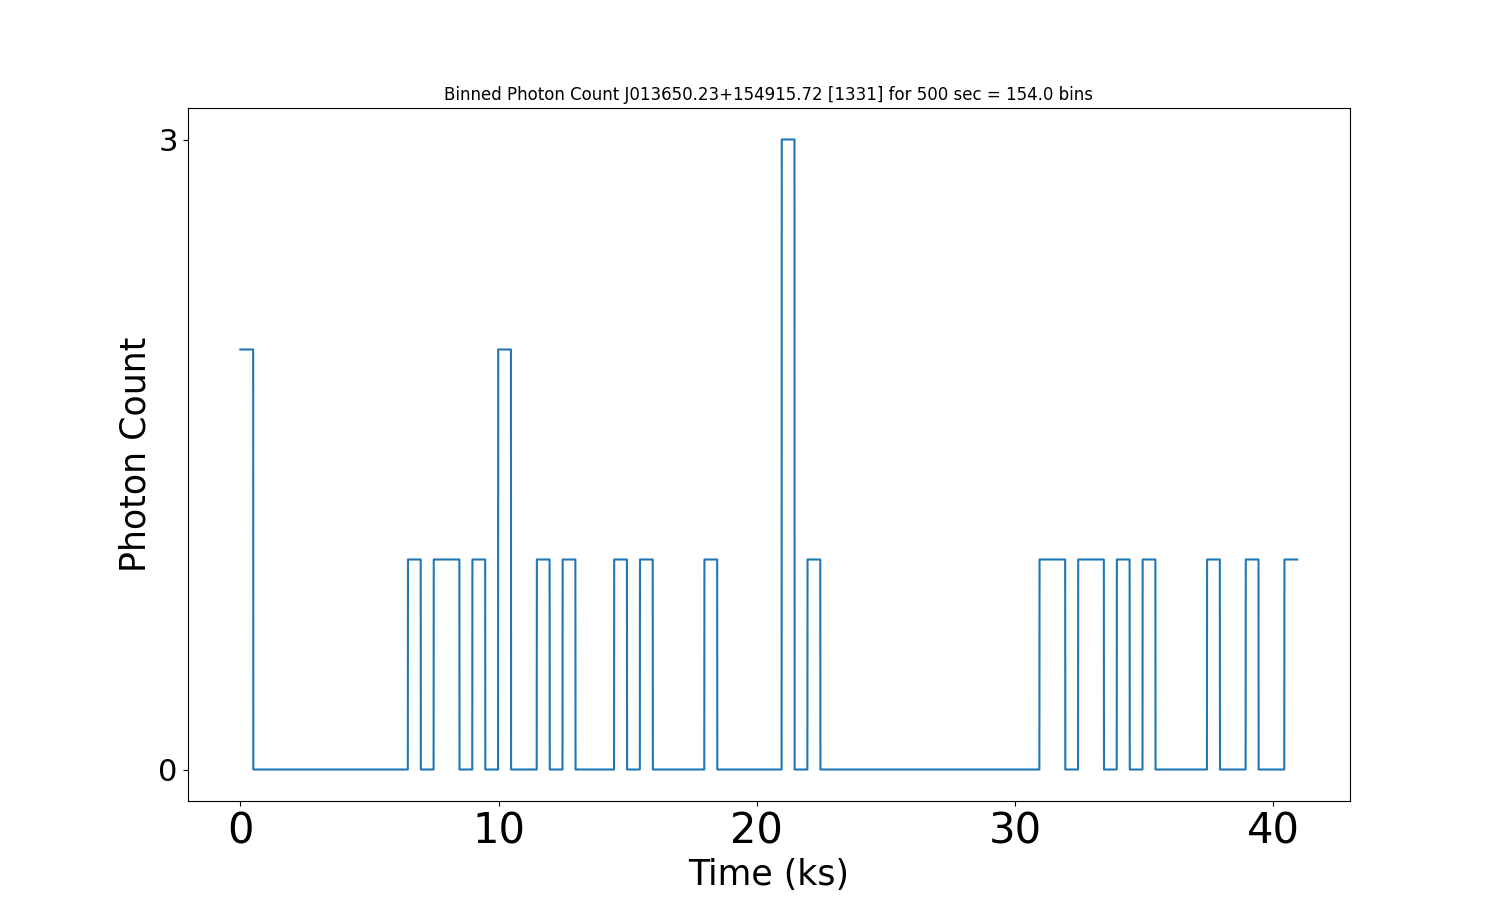 Binned Photon Count J013650.23+154915.72 [1331] for 500 sec = 154.0 bins
3
Photon Count
0
0 10 20 30 40
Time (ks)